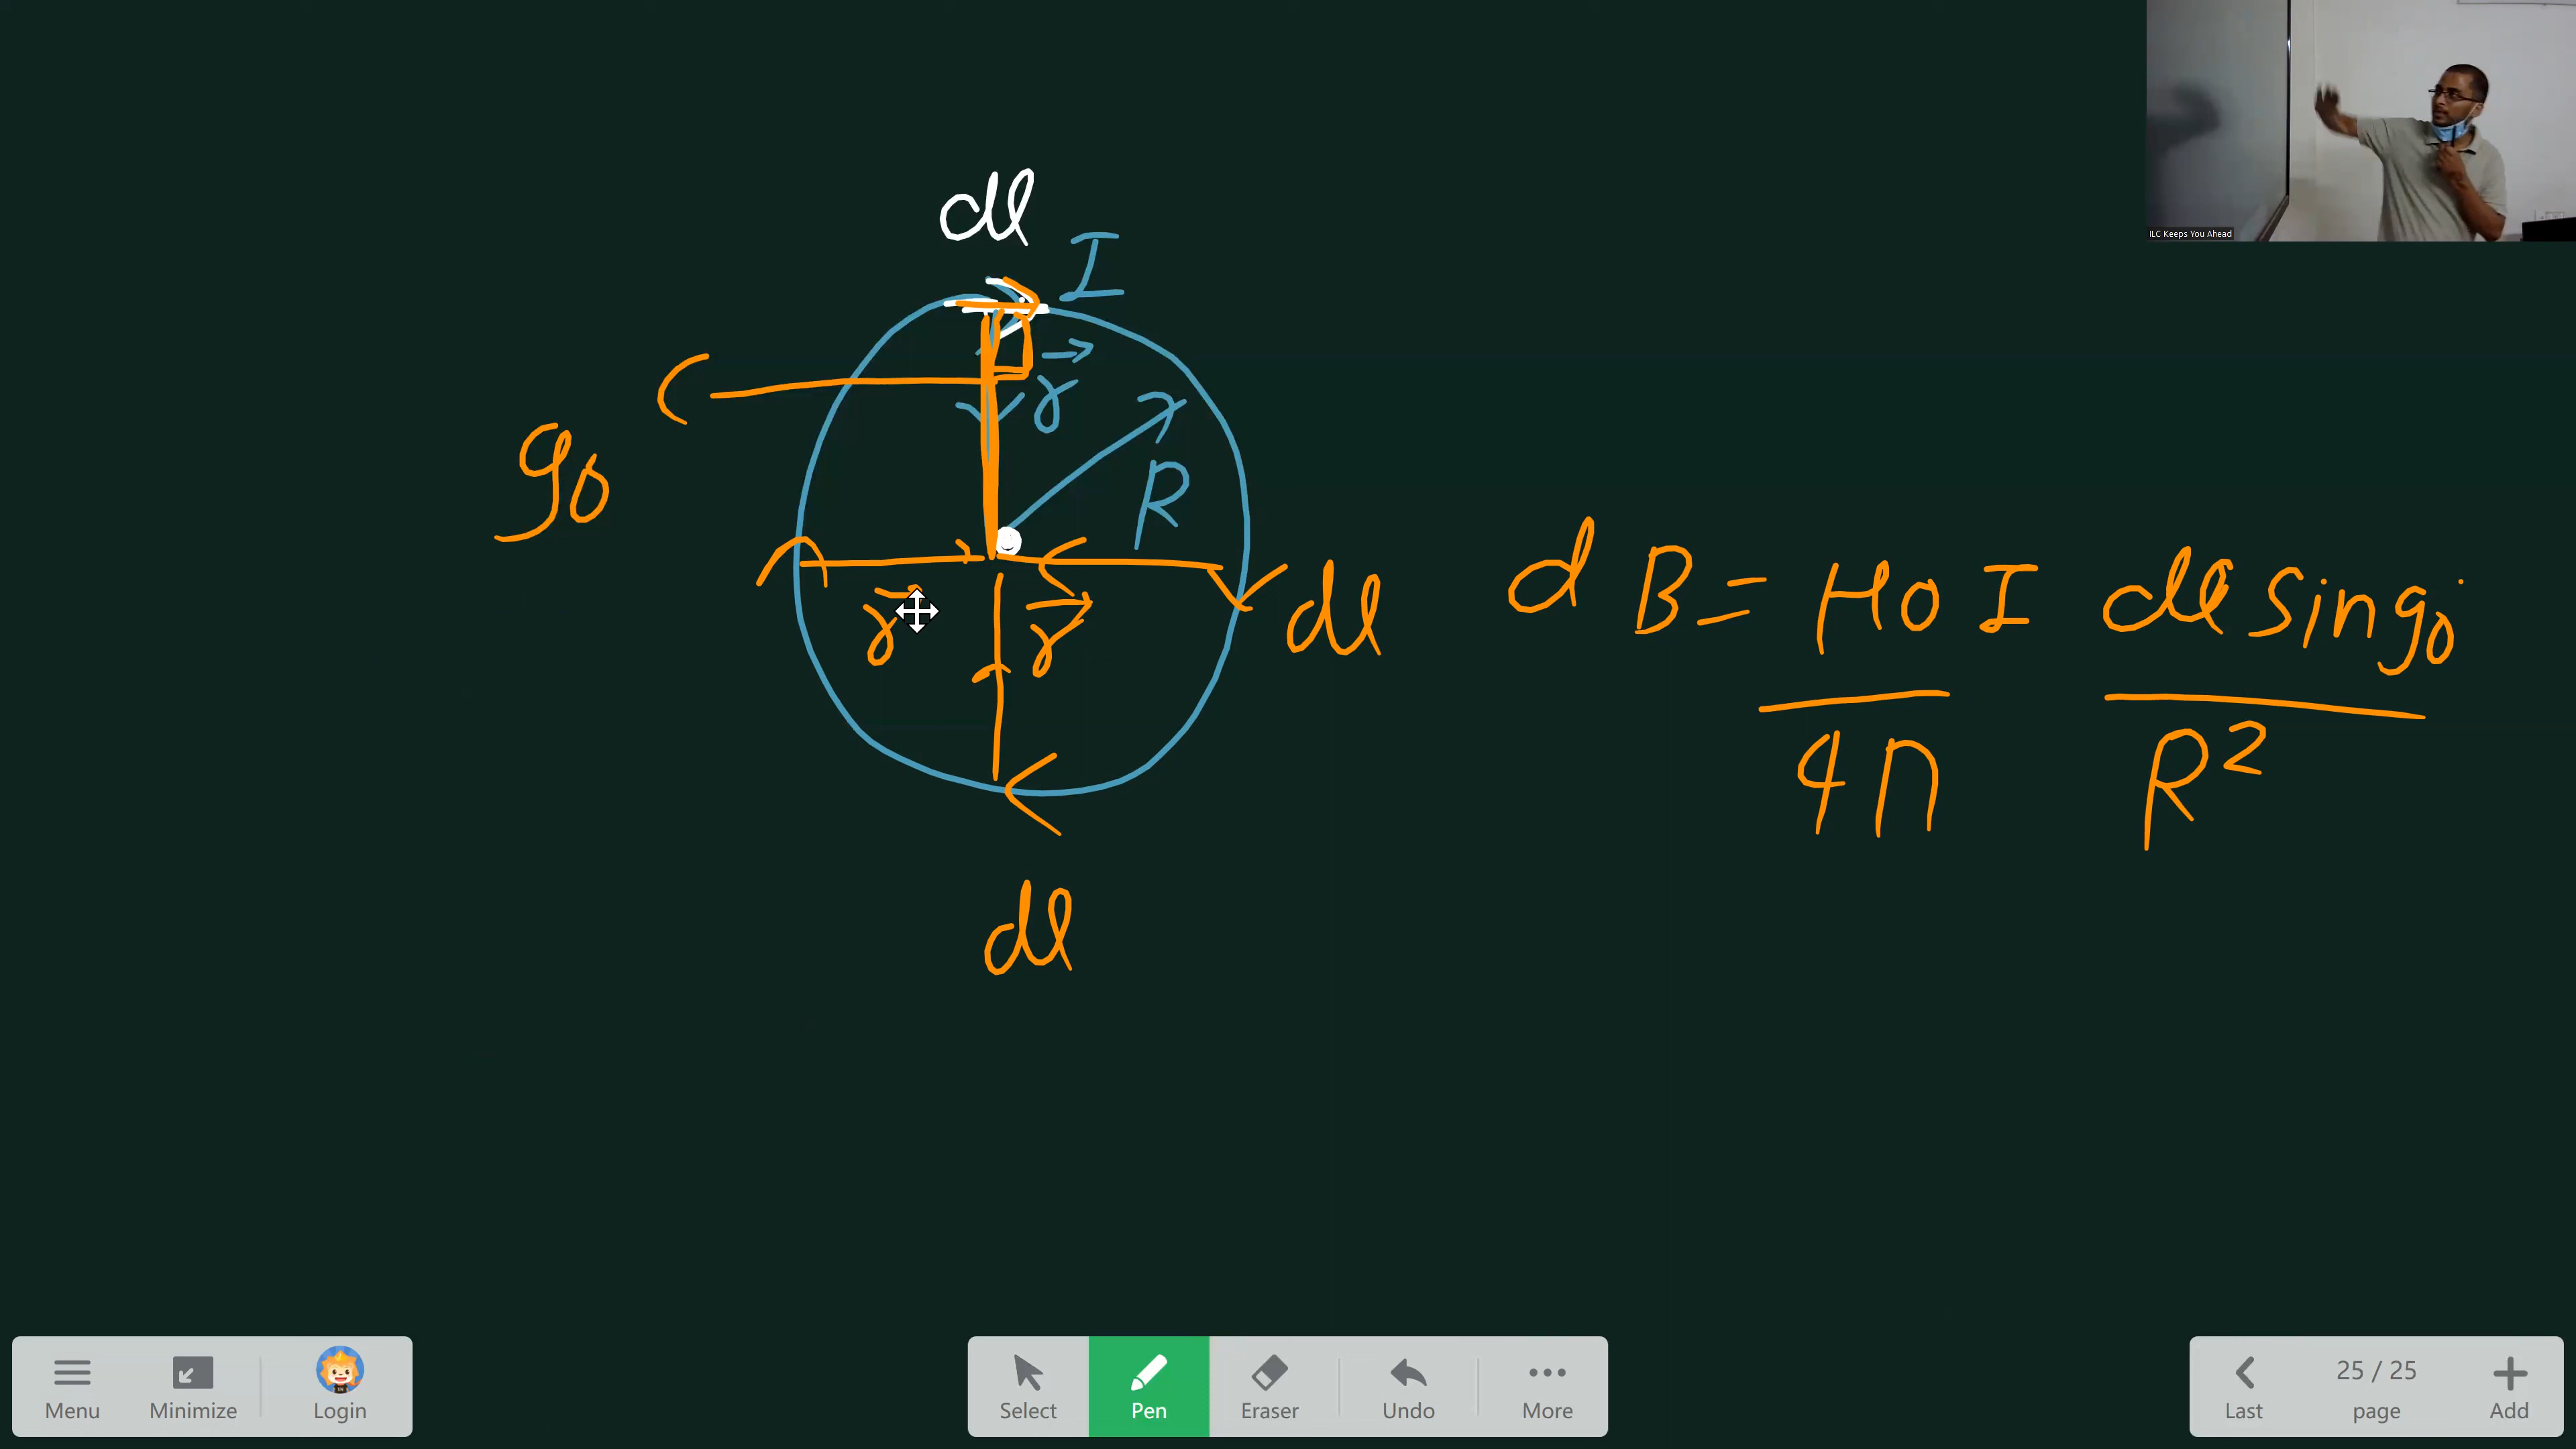 dl
I
r
R
90
r
r
dl
dB = μ0 I dl sin90
4π R²
dl
ILC Keeps You Ahead
Menu
Minimize
Login
Select
Pen
Eraser
Undo
More
Last
25 / 25
page
Add